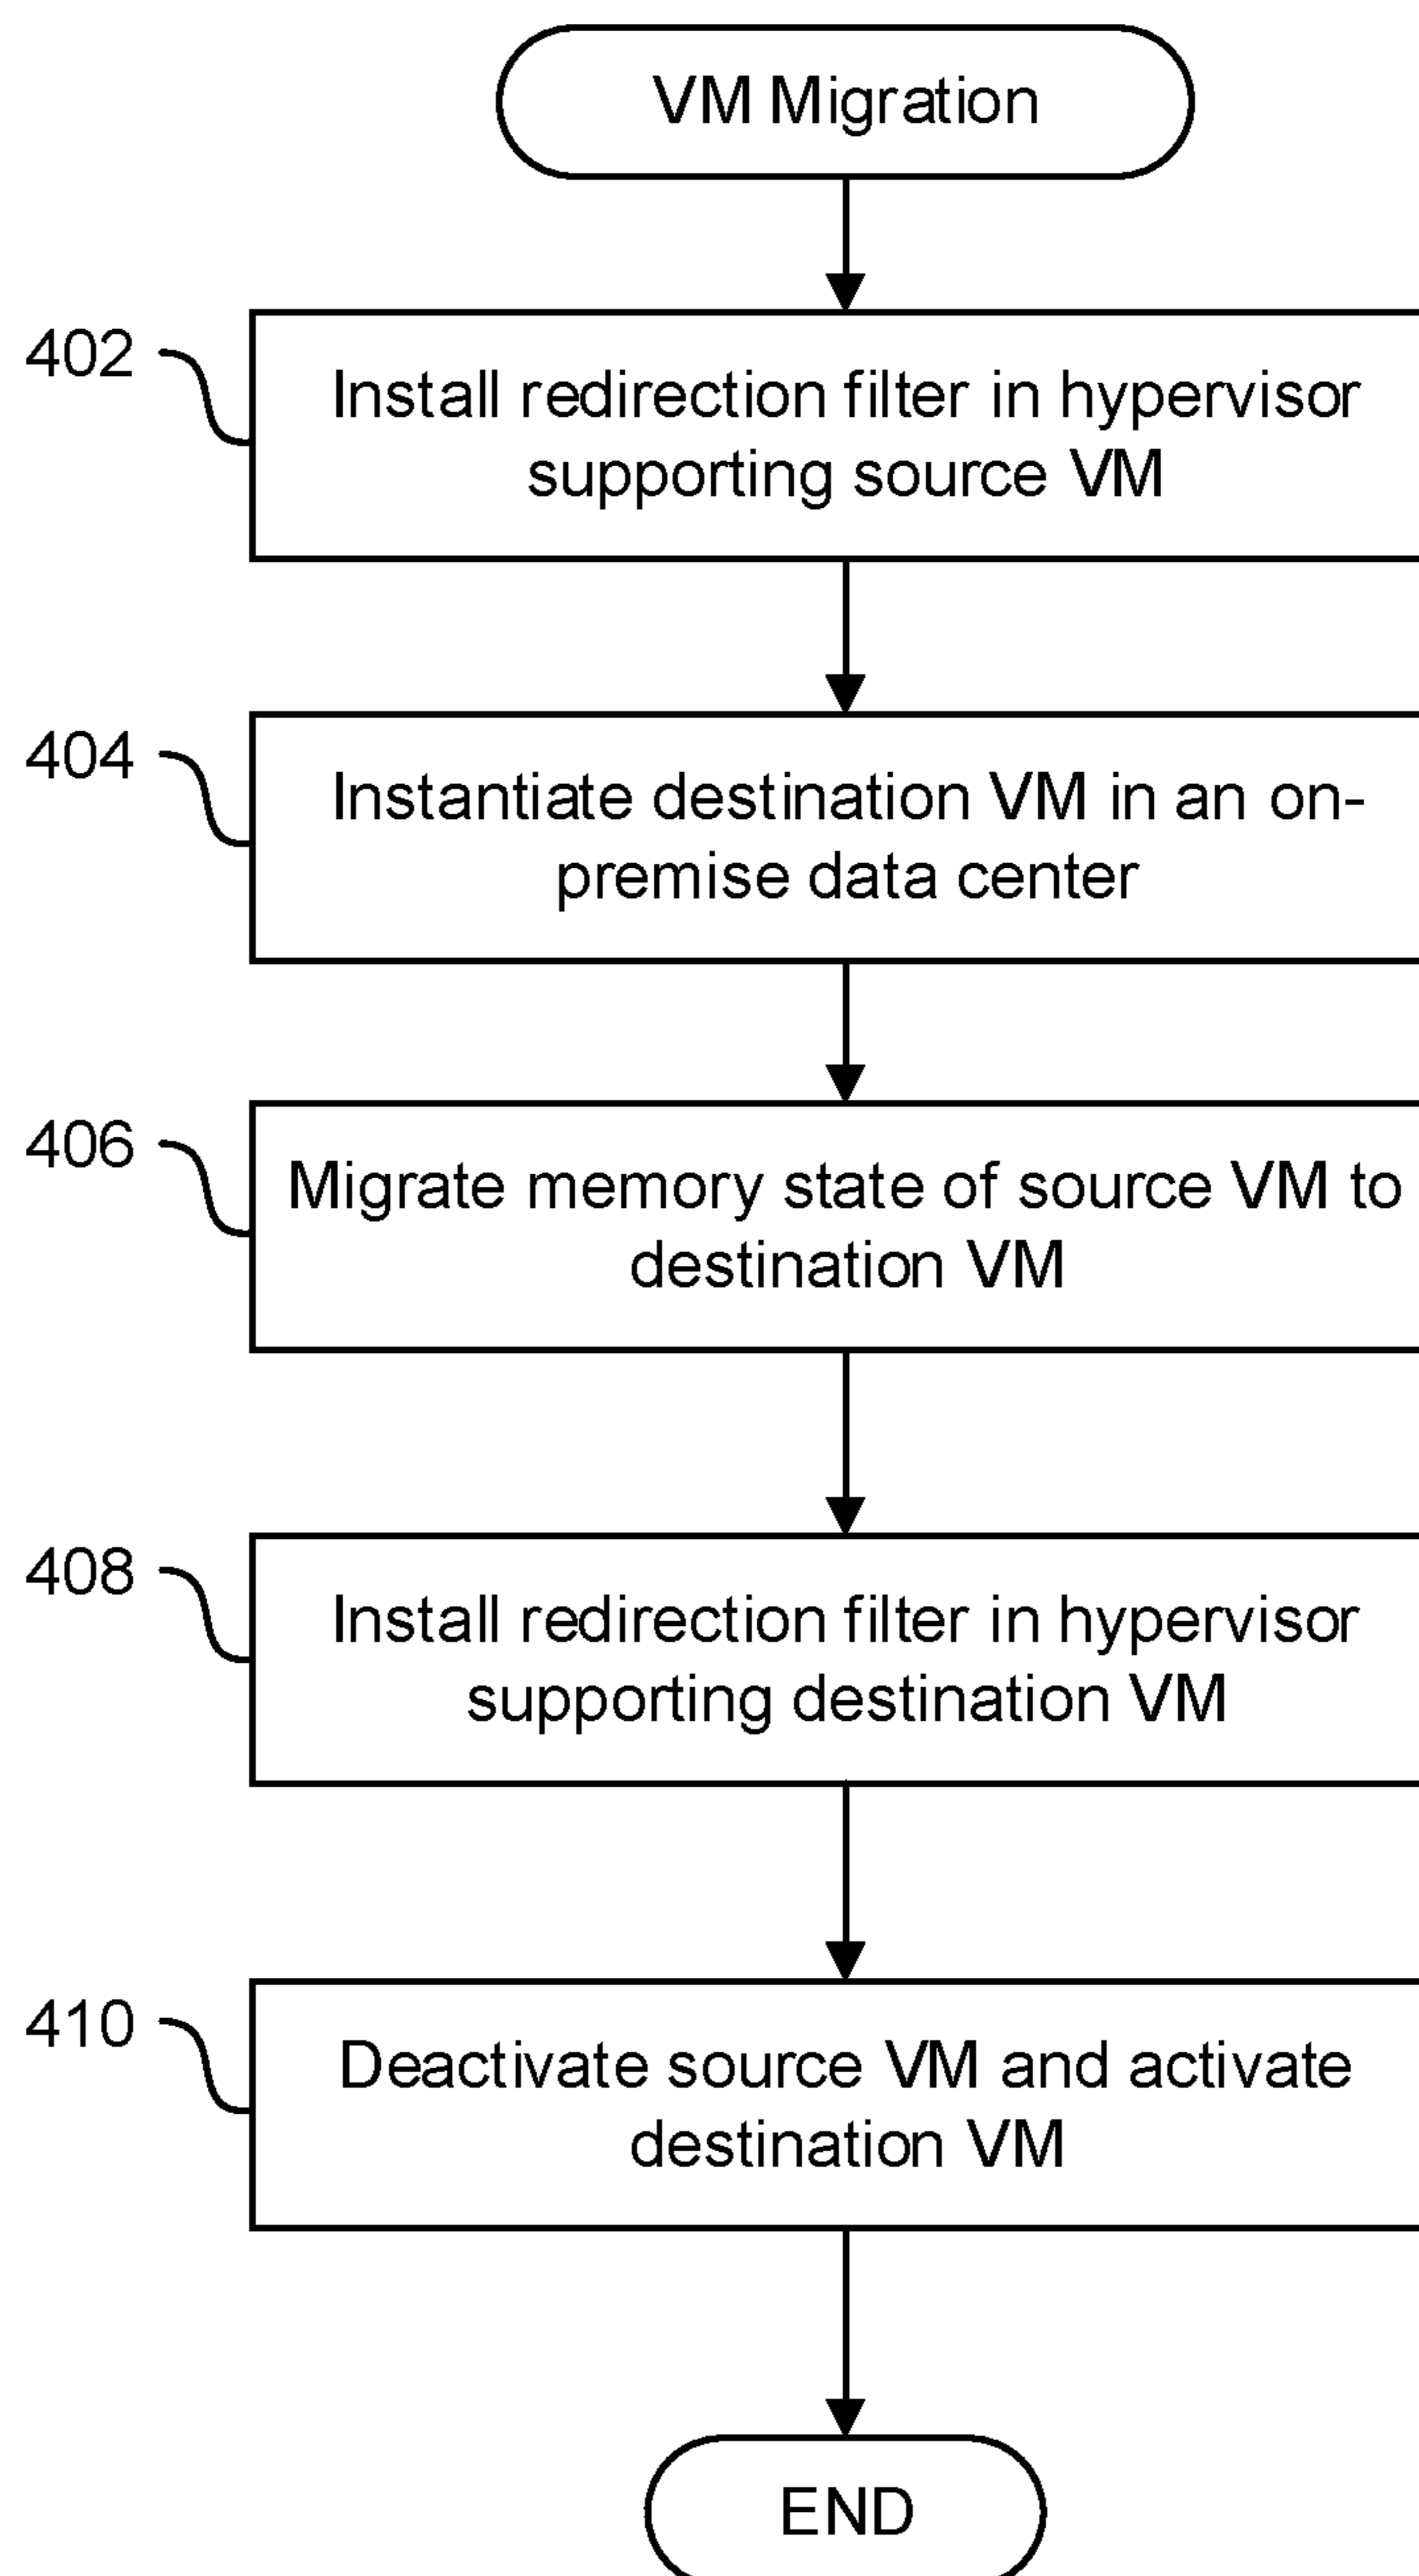 VM Migration
402
Install redirection filter in hypervisor
supporting source VM
404
Instantiate destination VM in an on-
premise data center
406
Migrate memory state of source VM to
destination VM
408
Install redirection filter in hypervisor
supporting destination VM
410
Deactivate source VM and activate
destination VM
END